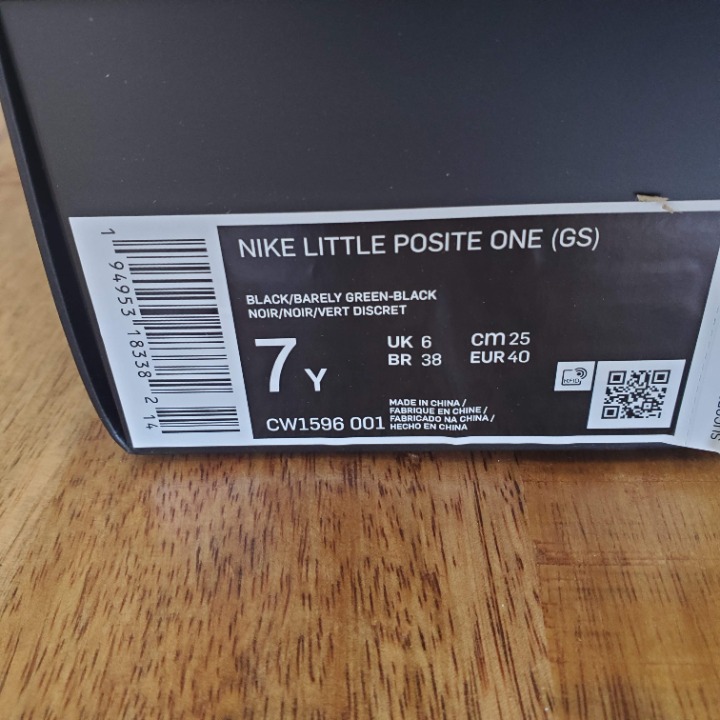 NIKE LITTLE POSITE ONE (GS)
BLACK/BARELY GREEN-BLACK
NOIR/NOIR/VERT DISCRET
7Y
UK 6 cm 25
BR 38 EUR 40
CW1596 001
MADE IN CHINA /
FABRIQUE EN CHINE /
FABRICADO NA CHINA /
HECHO EN CHINA
RFID
1 94953 18338 2 14